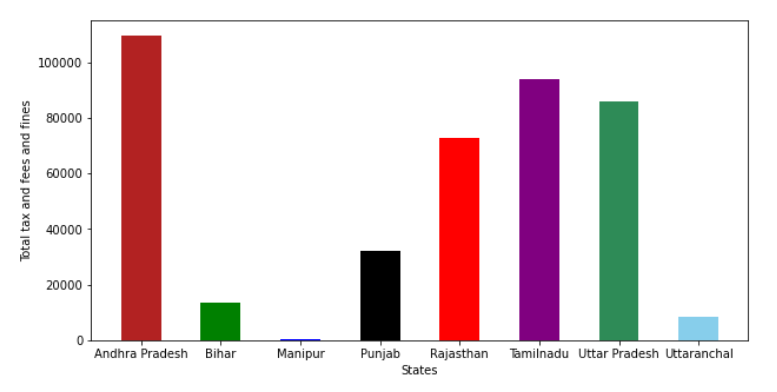 Total tax and fees and fines
100000
80000
60000
40000
20000
0
Andhra Pradesh Bihar Manipur Punjab Rajasthan Tamilnadu Uttar Pradesh Uttaranchal
States